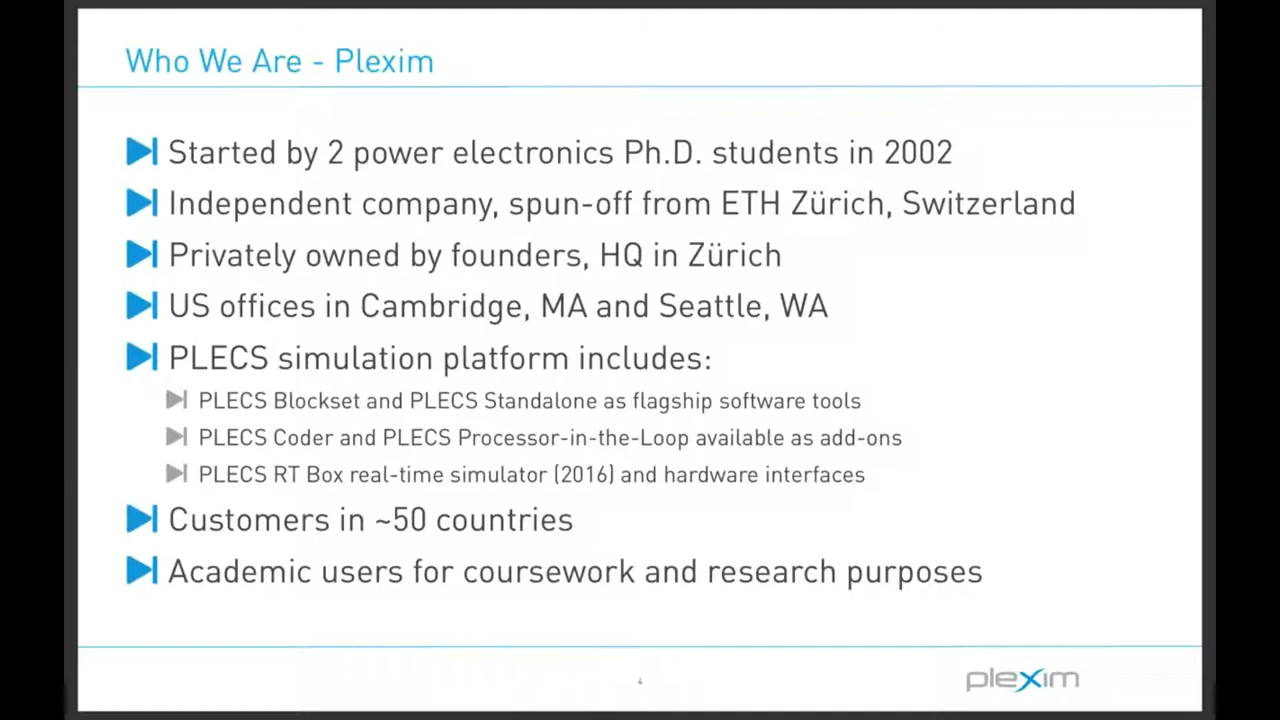 Who We Are - Plexim
Started by 2 power electronics Ph.D. students in 2002
Independent company, spun-off from ETH Zürich, Switzerland
Privately owned by founders, HQ in Zürich
US offices in Cambridge, MA and Seattle, WA
PLECS simulation platform includes:
PLECS Blockset and PLECS Standalone as flagship software tools
PLECS Coder and PLECS Processor-in-the-Loop available as add-ons
PLECS RT Box real-time simulator (2016) and hardware interfaces
Customers in ~50 countries
Academic users for coursework and research purposes
4
plexim